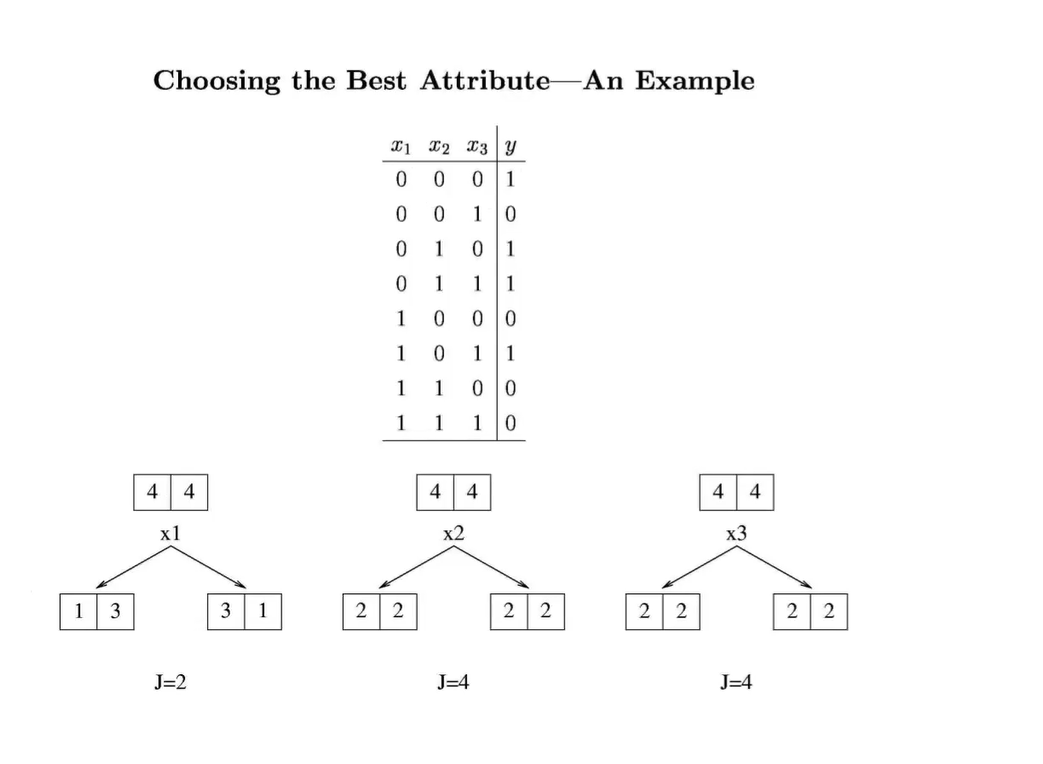 Choosing the Best Attribute—An Example
x1 x2 x3 y
0 0 0 1
0 0 1 0
0 1 0 1
0 1 1 1
1 0 0 0
1 0 1 1
1 1 0 0
1 1 1 0
4 4 4 4 4 4
x1 x2 x3
1 3 3 1 2 2 2 2 2 2 2 2
J=2 J=4 J=4